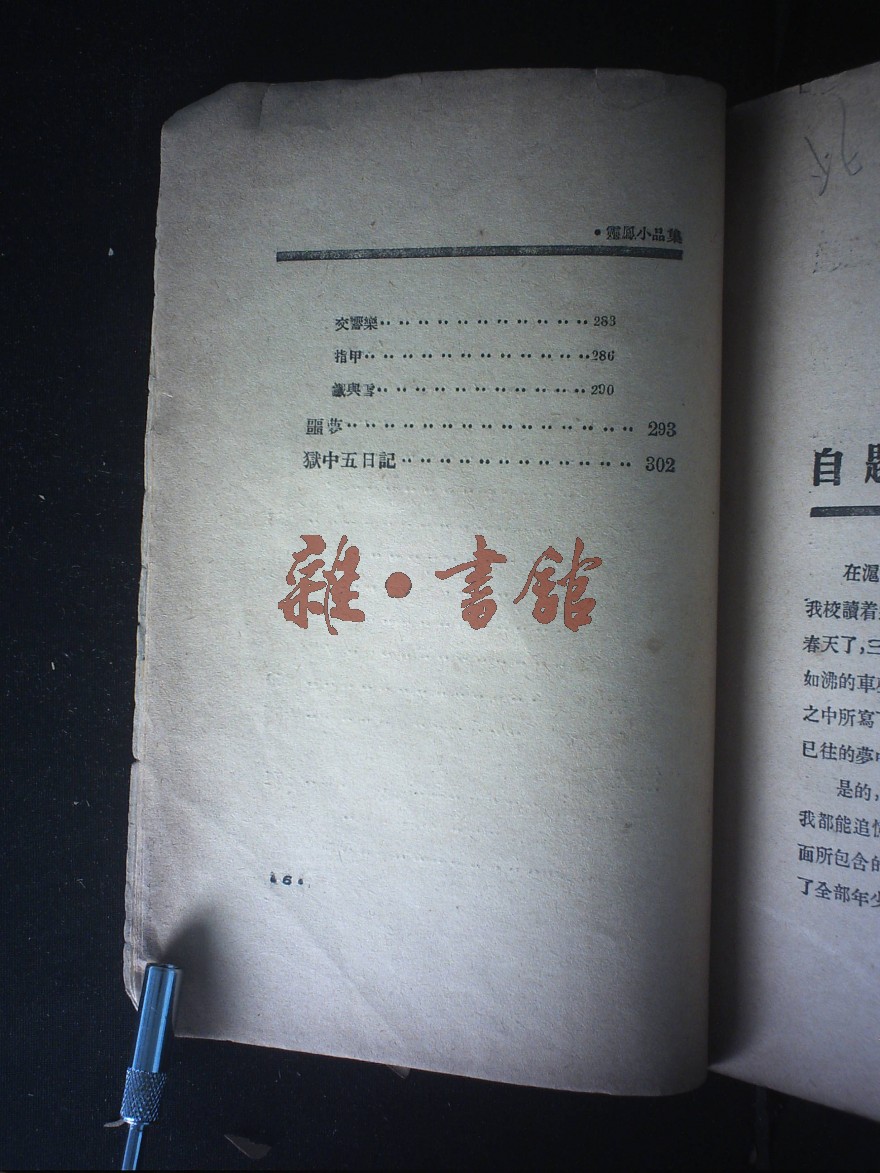 • 靈鳳小品集
交響樂‥‥‥‥‥‥‥‥‥‥‥283
指甲‥‥‥‥‥‥‥‥‥‥‥‥286
與雪‥‥‥‥‥‥‥‥‥‥‥290
噩夢‥‥‥‥‥‥‥‥‥‥‥‥‥‥‥293
獄中五日記‥‥‥‥‥‥‥‥‥‥‥‥302
雜•書館
6
自題
在滬
我校讀着
春天了,三
如沸的車
之中所寫
已往的夢
是的,
我都能追
面所包含的
了全部年少